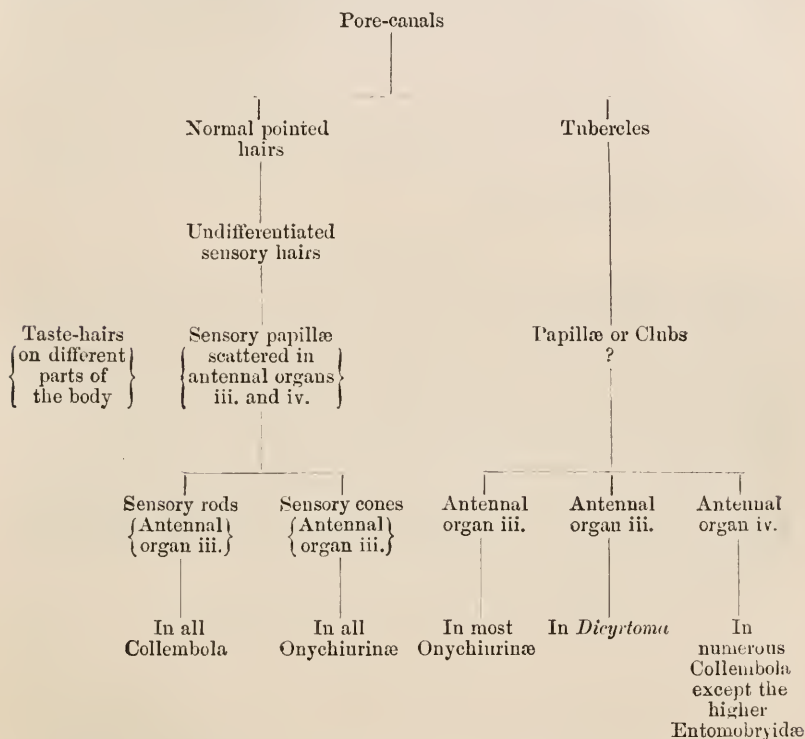 Pore-canals
Normal pointed
hairs
Tubercles
Undifferentiated
sensory hairs
Taste-hairs
on different
parts of
the body
Sensory papillæ
scattered in
antennal organs
iii. and iv.
Papillæ or Clubs
?
Sensory rods
{Antennal
organ iii.}
Sensory cones
{Antennal
organ iii.}
Antennal
organ iii.
Antennal
organ iii.
Antennal
organ iv.
In all
Collembola
In all
Onychiurinæ
In most
Onychiurinæ
In Dicyrtoma
In
numerous
Collembola
except the
higher
Entomobryidæ